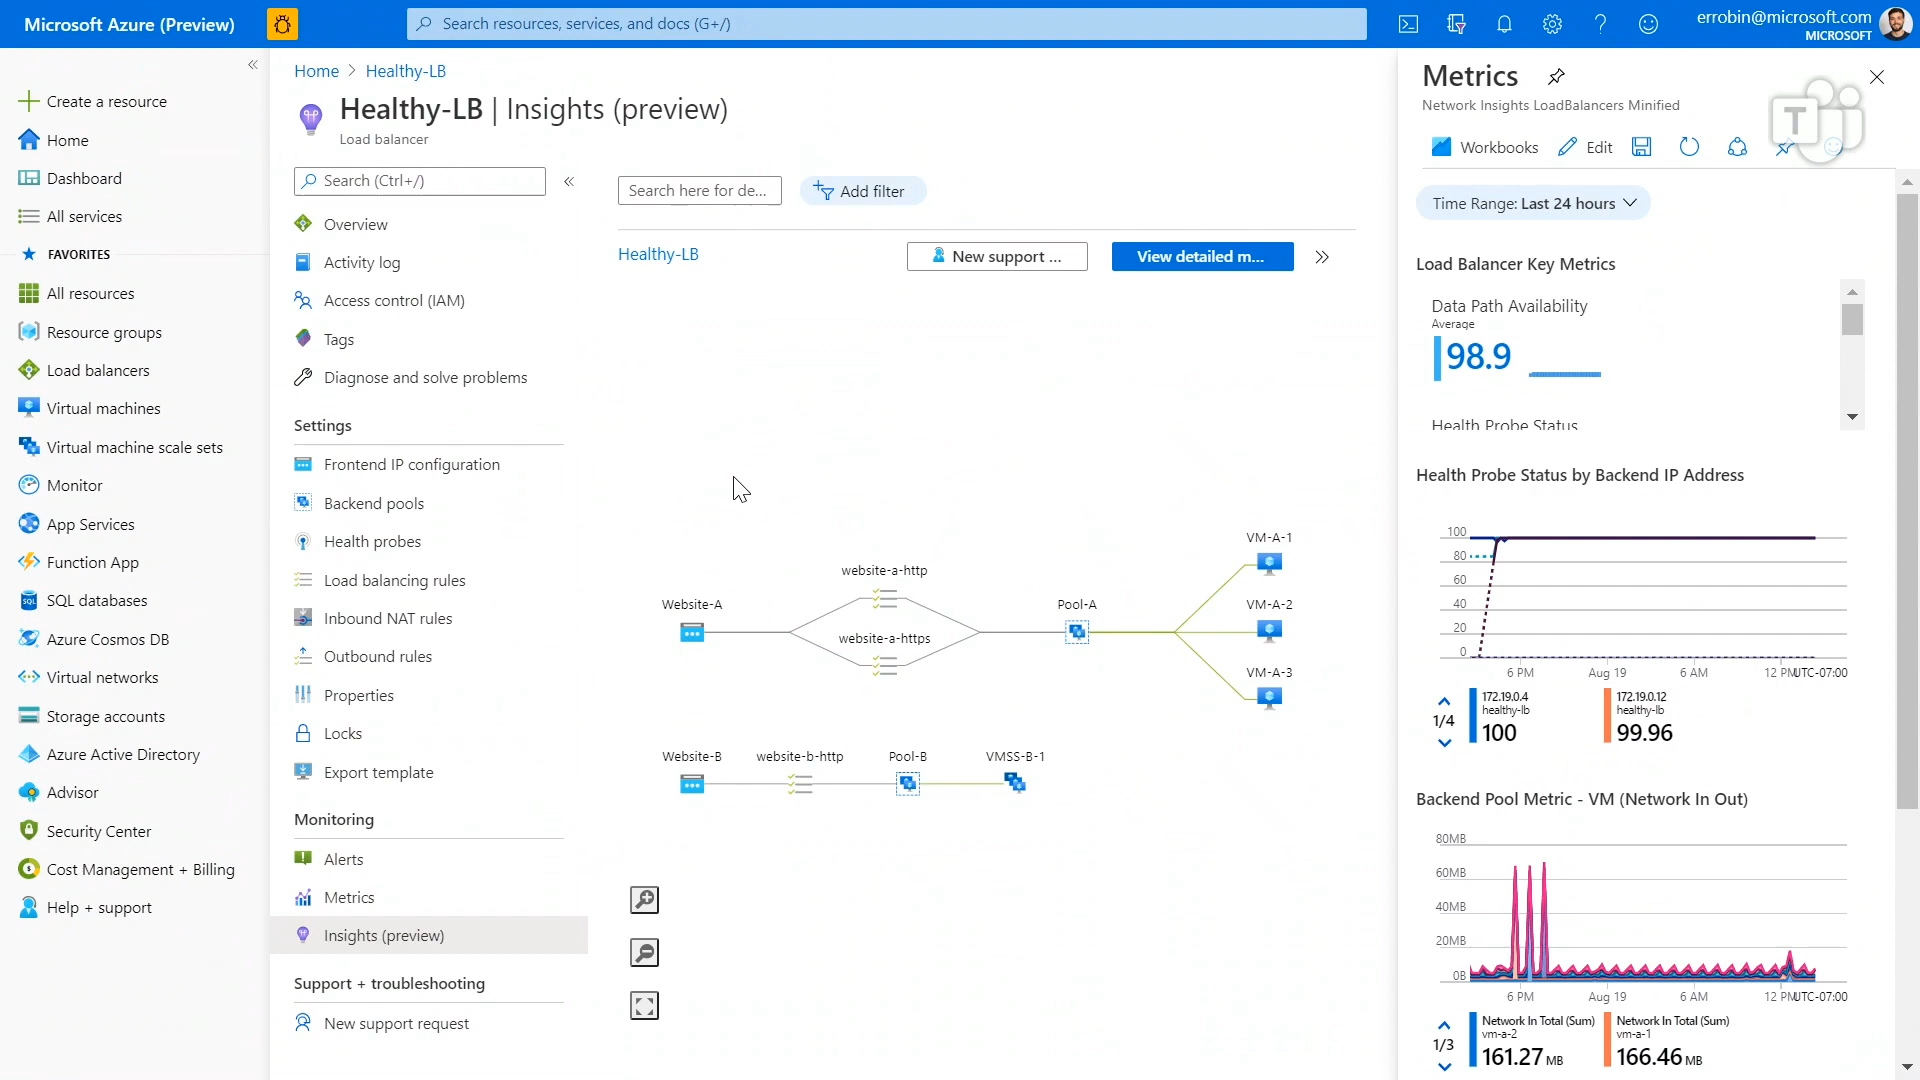 Microsoft Azure (Preview)
Search resources, services, and docs (G+/)
errobin@microsoft.com
MICROSOFT
Create a resource
Home
Dashboard
All services
FAVORITES
All resources
Resource groups
Load balancers
Virtual machines
Virtual machine scale sets
Monitor
App Services
Function App
SQL databases
Azure Cosmos DB
Virtual networks
Storage accounts
Azure Active Directory
Advisor
Security Center
Cost Management + Billing
Help + support
Home > Healthy-LB
Healthy-LB | Insights (preview)
Load balancer
Search (Ctrl+/)
Overview
Activity log
Access control (IAM)
Tags
Diagnose and solve problems
Settings
Frontend IP configuration
Backend pools
Health probes
Load balancing rules
Inbound NAT rules
Outbound rules
Properties
Locks
Export template
Monitoring
Alerts
Metrics
Insights (preview)
Support + troubleshooting
New support request
Search here for de...
Add filter
Healthy-LB
New support ...
View detailed m...
website-a-http
Website-A
website-a-https
Pool-A
VM-A-1
VM-A-2
VM-A-3
Website-B
website-b-http
Pool-B
VMSS-B-1
Metrics
Network Insights LoadBalancers Minified
T
Workbooks
Edit
Time Range: Last 24 hours
Load Balancer Key Metrics
Data Path Availability
Average
98.9
Health Probe Status
Health Probe Status by Backend IP Address
100
80
60
40
20
0
6 PM Aug 19 6 AM 12 PM UTC-07:00
1/4
172.19.0.4
healthy-lb
100
172.19.0.12
healthy-lb
99.96
Backend Pool Metric - VM (Network In Out)
80MB
60MB
40MB
20MB
0B
6 PM Aug 19 6 AM 12 PM UTC-07:00
1/3
Network In Total (Sum)
vm-a-2
161.27 MB
Network In Total (Sum)
vm-a-1
166.46 MB